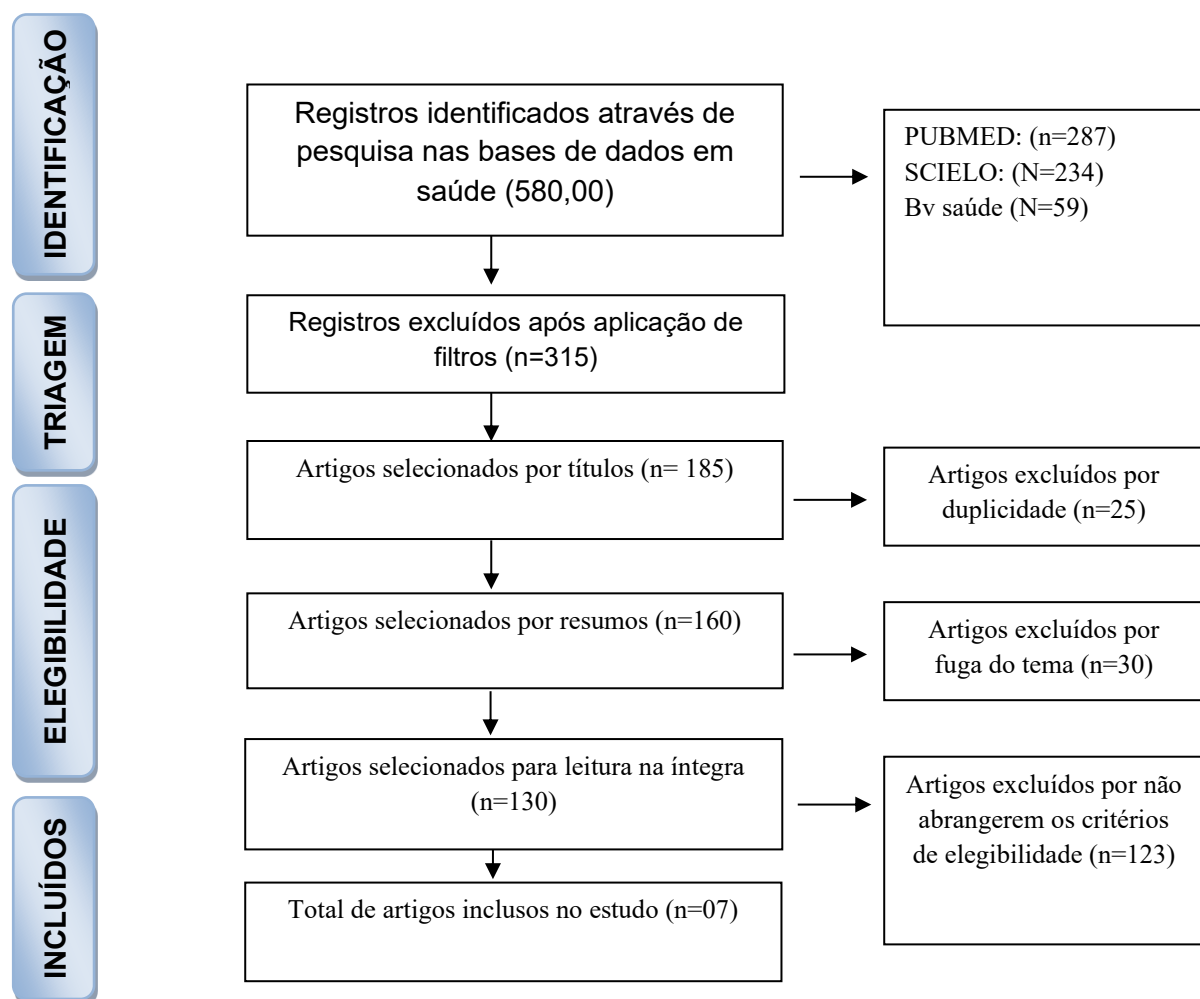 IDENTIFICAÇÃO
Registros identificados através de
pesquisa nas bases de dados em
saúde (580,00)
PUBMED: (n=287)
SCIELO: (N=234)
Bv saúde (N=59)
TRIAGEM
Registros excluídos após aplicação de
filtros (n=315)
Artigos selecionados por títulos (n= 185)
Artigos excluídos por
duplicidade (n=25)
ELEGIBILIDADE
Artigos selecionados por resumos (n=160)
Artigos excluídos por
fuga do tema (n=30)
Artigos selecionados para leitura na íntegra
(n=130)
Artigos excluídos por não
abrangerem os critérios
de elegibilidade (n=123)
INCLUÍDOS
Total de artigos inclusos no estudo (n=07)